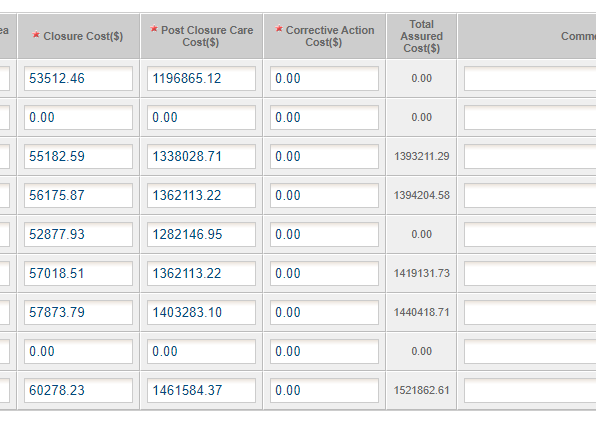 ea * Closure Cost($) * Post Closure Care Cost($) * Corrective Action Cost($) Total Assured Cost($) Comme
53512.46 1196865.12 0.00 0.00
0.00 0.00 0.00 0.00
55182.59 1338028.71 0.00 1393211.29
56175.87 1362113.22 0.00 1394204.58
52877.93 1282146.95 0.00 0.00
57018.51 1362113.22 0.00 1419131.73
57873.79 1403283.10 0.00 1440418.71
0.00 0.00 0.00 0.00
60278.23 1461584.37 0.00 1521862.61